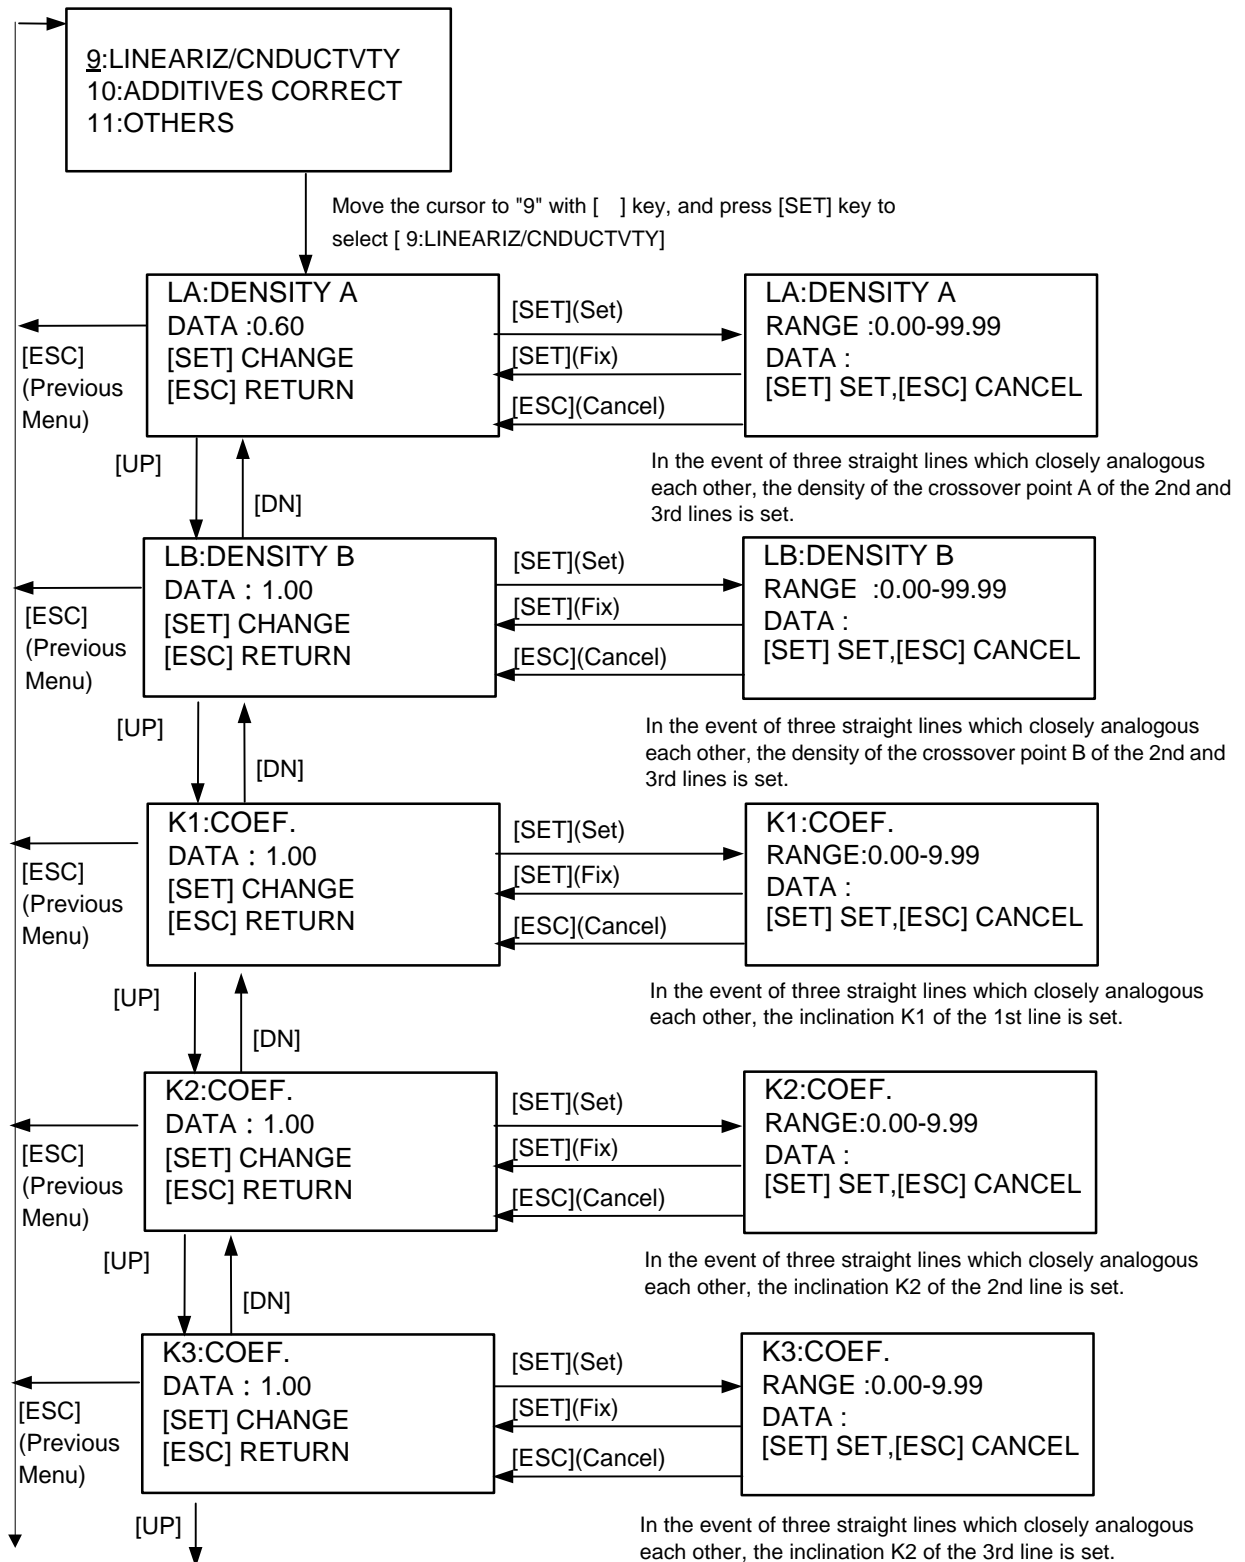 9:LINEARIZ/CNDUCTVTY
10:ADDITIVES CORRECT
11:OTHERS
Move the cursor to "9" with [   ] key, and press [SET] key to
select [ 9:LINEARIZ/CNDUCTVTY]
LA:DENSITY A
DATA :0.60
[SET] CHANGE
[ESC] RETURN
[SET](Set)
[SET](Fix)
[ESC](Cancel)
LA:DENSITY A
RANGE :0.00-99.99
DATA :
[SET] SET,[ESC] CANCEL
[ESC]
(Previous
Menu)
[UP]
[DN]
In the event of three straight lines which closely analogous
each other, the density of the crossover point A of the 2nd and
3rd lines is set.
LB:DENSITY B
DATA : 1.00
[SET] CHANGE
[ESC] RETURN
[SET](Set)
[SET](Fix)
[ESC](Cancel)
LB:DENSITY B
RANGE  :0.00-99.99
DATA :
[SET] SET,[ESC] CANCEL
[ESC]
(Previous
Menu)
[UP]
[DN]
In the event of three straight lines which closely analogous
each other, the density of the crossover point B of the 2nd and
3rd lines is set.
K1:COEF.
DATA : 1.00
[SET] CHANGE
[ESC] RETURN
[SET](Set)
[SET](Fix)
[ESC](Cancel)
K1:COEF.
RANGE:0.00-9.99
DATA :
[SET] SET,[ESC] CANCEL
[ESC]
(Previous
Menu)
[UP]
[DN]
In the event of three straight lines which closely analogous
each other, the inclination K1 of the 1st line is set.
K2:COEF.
DATA : 1.00
[SET] CHANGE
[ESC] RETURN
[SET](Set)
[SET](Fix)
[ESC](Cancel)
K2:COEF.
RANGE:0.00-9.99
DATA :
[SET] SET,[ESC] CANCEL
[ESC]
(Previous
Menu)
[UP]
[DN]
In the event of three straight lines which closely analogous
each other, the inclination K2 of the 2nd line is set.
K3:COEF.
DATA : 1.00
[SET] CHANGE
[ESC] RETURN
[SET](Set)
[SET](Fix)
[ESC](Cancel)
K3:COEF.
RANGE :0.00-9.99
DATA :
[SET] SET,[ESC] CANCEL
[ESC]
(Previous
Menu)
[UP]
In the event of three straight lines which closely analogous
each other, the inclination K2 of the 3rd line is set.